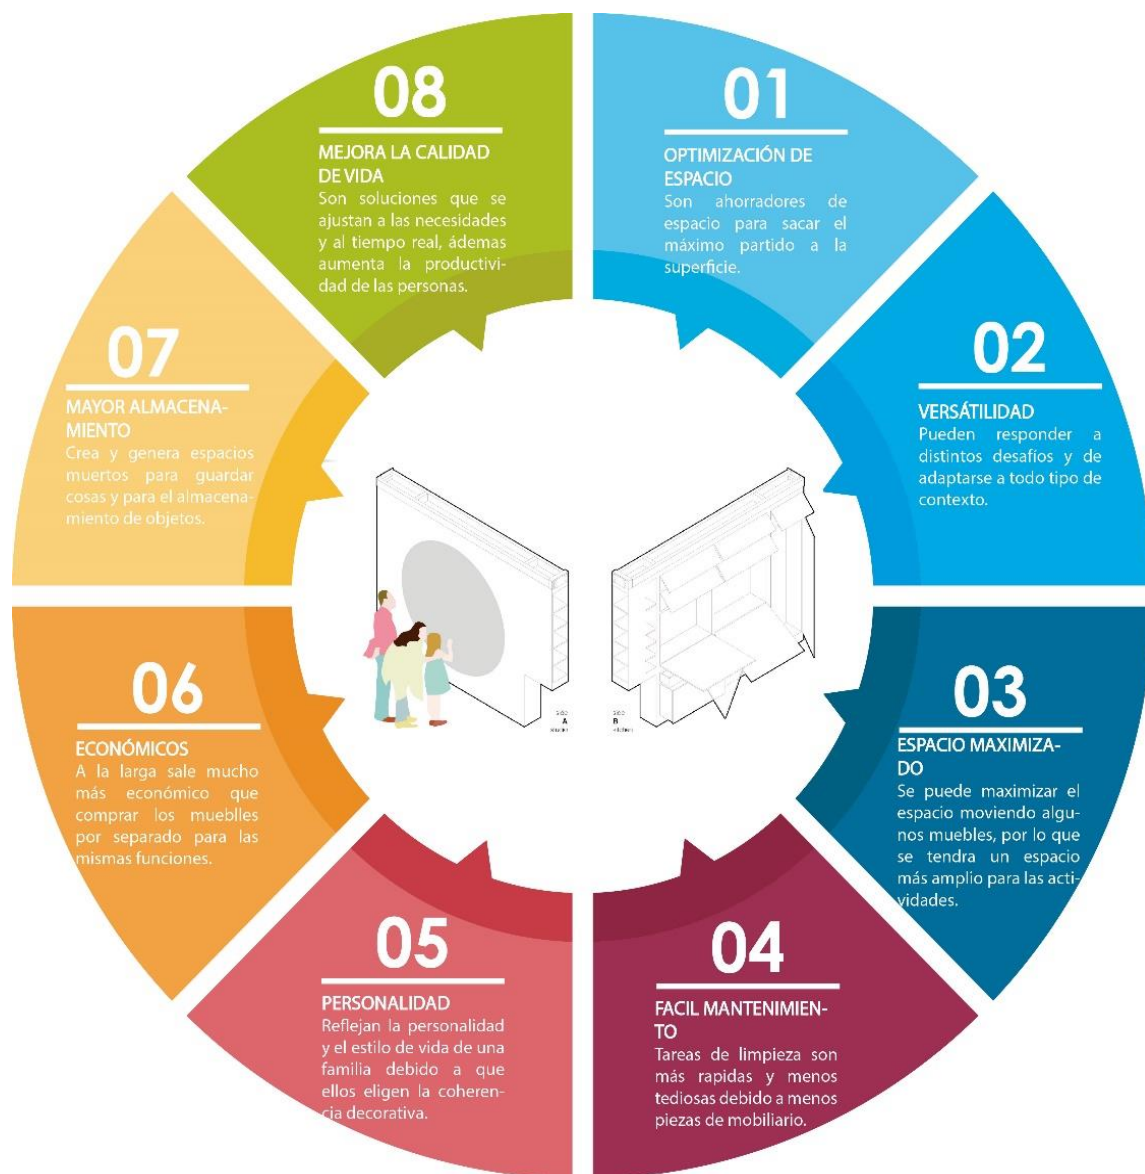 01
OPTIMIZACIÓN DE
ESPACIO
Son ahorradores de
espacio para sacar el
máximo partido a la
superficie.
02
VERSÁTILIDAD
Pueden responder a
distintos desafíos y de
adaptarse a todo tipo de
contexto.
03
ESPACIO MAXIMIZA-
DO
Se puede maximizar el
espacio moviendo algu-
nos muebles, por lo que
se tendra un espacio
más amplio para las acti-
vidades.
04
FACIL MANTENIMIEN-
TO
Tareas de limpieza son
más rapidas y menos
tediosas debido a menos
piezas de mobiliario.
05
PERSONALIDAD
Reflejan la personalidad
y el estilo de vida de una
familia debido a que
ellos eligen la coheren-
cia decorativa.
06
ECONÓMICOS
A la larga sale mucho
más económico que
comprar los mueblles
por separado para las
mismas funciones.
07
MAYOR ALMACENA-
MIENTO
Crea y genera espacios
muertos para guardar
cosas y para el almacena-
miento de objetos.
08
MEJORA LA CALIDAD
DE VIDA
Son soluciones que se
ajustan a las necesidades
y al tiempo real, ádemas
aumenta la productivi-
dad de las personas.
A
B